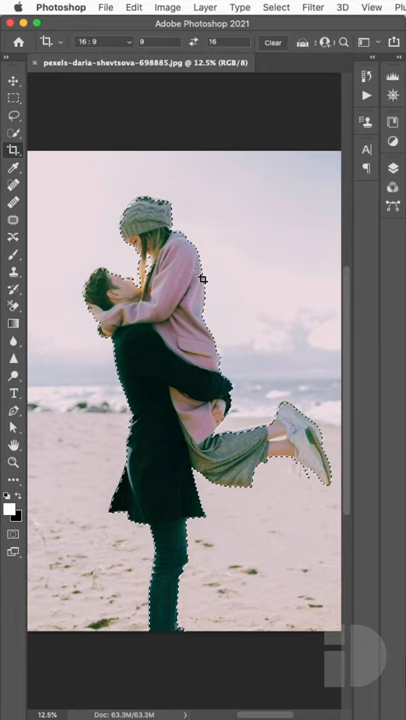 Photoshop File Edit Image Layer Type Select Filter 3D View Pl
Adobe Photoshop 2021
16 : 9 9 16 Clear
pexels-daria-shevtsova-698885.jpg @ 12.5% (RGB/8)
12.5% Doc: 63.3M/63.3M